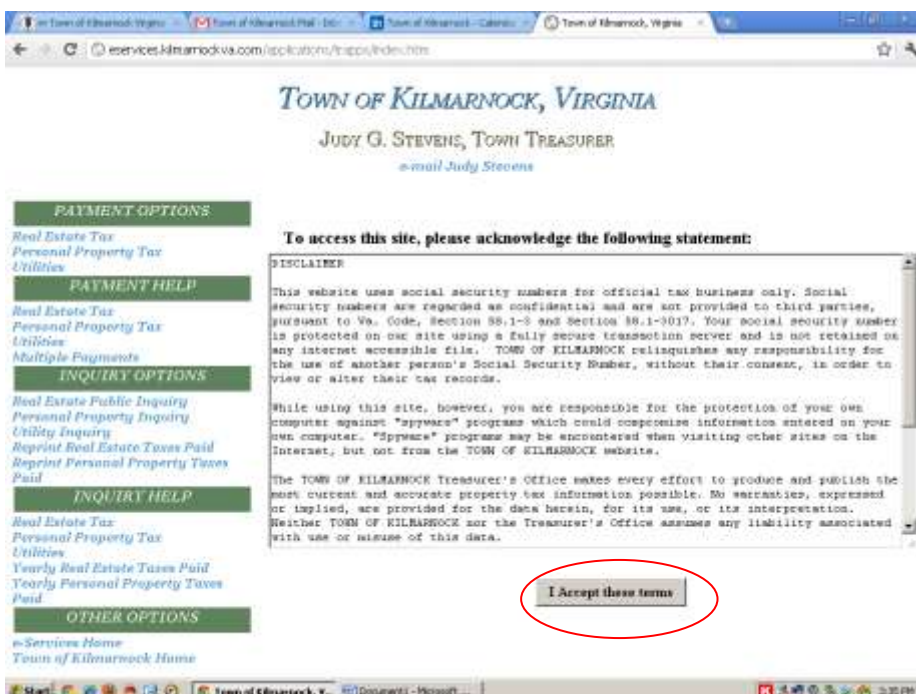 Town of Kilmarnock, Virginia
eservices.kilmarnockva.com/applications/trapps/index.htm
Town of Kilmarnock, Virginia
Judy G. Stevens, Town Treasurer
e-mail Judy Stevens
PAYMENT OPTIONS
Real Estate Tax
Personal Property Tax
Utilities
PAYMENT HELP
Real Estate Tax
Personal Property Tax
Utilities
Multiple Payments
INQUIRY OPTIONS
Real Estate Public Inquiry
Personal Property Inquiry
Utility Inquiry
Reprint Real Estate Taxes Paid
Reprint Personal Property Taxes
Paid
INQUIRY HELP
Real Estate Tax
Personal Property Tax
Utilities
Yearly Real Estate Taxes Paid
Yearly Personal Property Taxes
Paid
OTHER OPTIONS
e-Services Home
Town of Kilmarnock Home
To access this site, please acknowledge the following statement:
DISCLAIMER
This website uses social security numbers for official tax business only. Social
security numbers are regarded as confidential and are not provided to third parties,
pursuant to Va. Code, Section 58.1-3 and Section 58.1-3017. Your social security number
is protected on our site using a fully secure transaction server and is not retained on
any internet accessible file. TOWN OF KILMARNOCK relinquishes any responsibility for
the use of another person's Social Security Number, without their consent, in order to
view or alter their tax records.
While using this site, however, you are responsible for the protection of your own
computer against "spyware" programs which could compromise information entered on your
own computer. "Spyware" programs may be encountered when visiting other sites on the
Internet, but not from the TOWN OF KILMARNOCK website.
The TOWN OF KILMARNOCK Treasurer's Office makes every effort to produce and publish the
most current and accurate property tax information possible. No warranties, expressed
or implied, are provided for the data herein, for its use, or its interpretation.
Neither TOWN OF KILMARNOCK nor the Treasurer's Office assumes any liability associated
with use or misuse of this data.
I Accept these terms
Start
Town of Kilmarnock, V...
Document1 - Microsoft ...